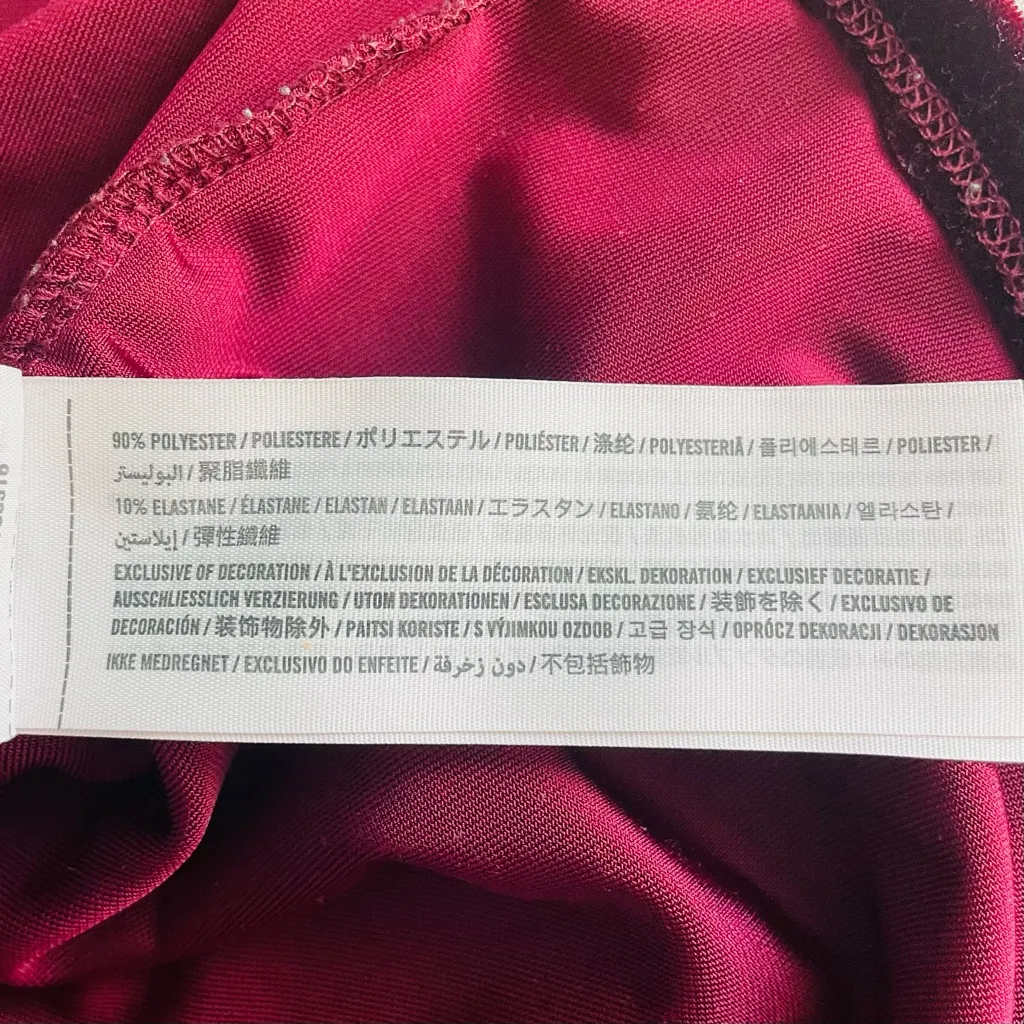 90% POLYESTER / POLIESTERE / ポリエステル / POLIÉSTER / 涤纶 / POLYESTERIÄ / 폴리에스테르 / POLIESTER /
البوليستر / 聚脂纖維
10% ELASTANE / ÉLASTANE / ELASTAN / ELASTAAN / エラスタン / ELASTANO / 氨纶 / ELASTAANIA / 엘라스탄 /
إيلاستين / 彈性纖維
EXCLUSIVE OF DECORATION / À L'EXCLUSION DE LA DÉCORATION / EKSKL. DEKORATION / EXCLUSIEF DECORATIE /
AUSSCHLIESSLICH VERZIERUNG / UTOM DEKORATIONEN / ESCLUSA DECORAZIONE / 装飾を除く / EXCLUSIVO DE
DECORACIÓN / 装饰物除外 / PAITSI KORISTE / S VÝJIMKOU OZDOB / 고급 장식 / OPRÓCZ DEKORACJI / DEKORASJON
IKKE MEDREGNET / EXCLUSIVO DO ENFEITE / دون زخرفة / 不包括飾物